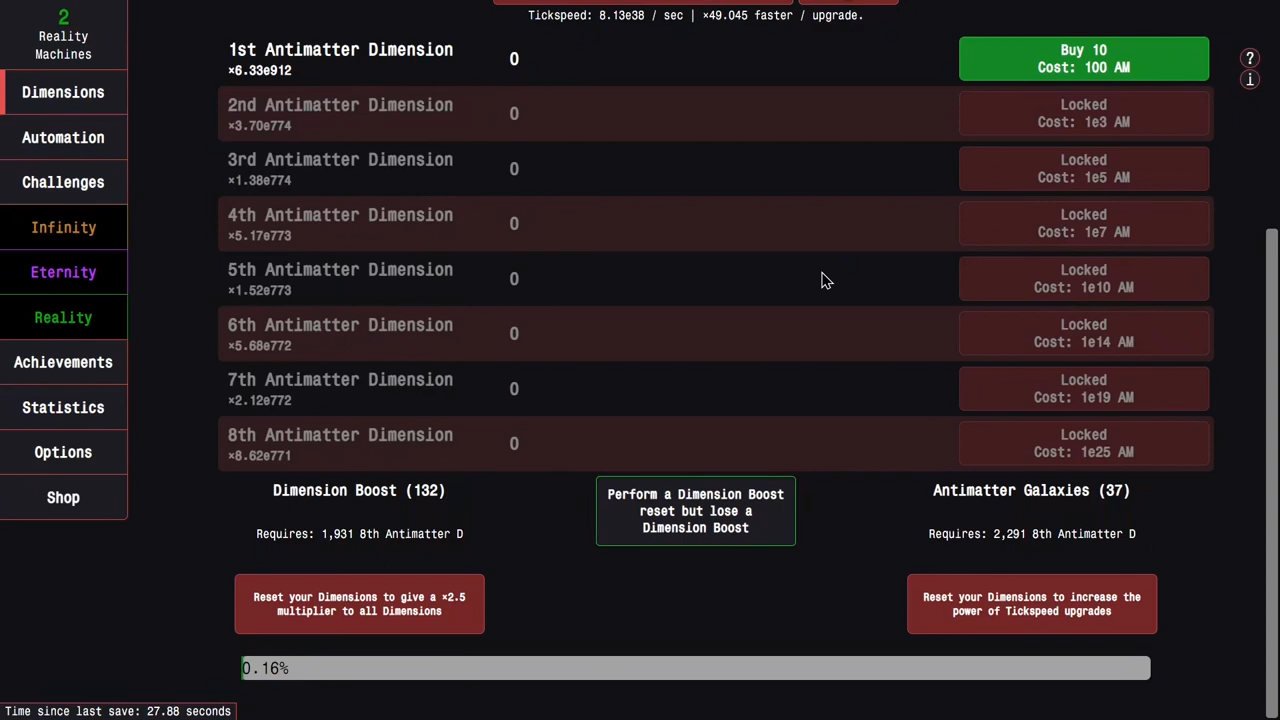 2
Reality
Machines
Dimensions
Automation
Challenges
Infinity
Eternity
Reality
Achievements
Statistics
Options
Shop
Tickspeed: 8.13e38 / sec | ×49.045 faster / upgrade.
1st Antimatter Dimension
×6.33e912
0
Buy 10
Cost: 100 AM
2nd Antimatter Dimension
×3.70e774
0
Locked
Cost: 1e3 AM
3rd Antimatter Dimension
×1.38e774
0
Locked
Cost: 1e5 AM
4th Antimatter Dimension
×5.17e773
0
Locked
Cost: 1e7 AM
5th Antimatter Dimension
×1.52e773
0
Locked
Cost: 1e10 AM
6th Antimatter Dimension
×5.68e772
0
Locked
Cost: 1e14 AM
7th Antimatter Dimension
×2.12e772
0
Locked
Cost: 1e19 AM
8th Antimatter Dimension
×8.62e771
0
Locked
Cost: 1e25 AM
Dimension Boost (132)
Requires: 1,931 8th Antimatter D
Reset your Dimensions to give a ×2.5
multiplier to all Dimensions
Perform a Dimension Boost
reset but lose a
Dimension Boost
Antimatter Galaxies (37)
Requires: 2,291 8th Antimatter D
Reset your Dimensions to increase the
power of Tickspeed upgrades
0.16%
?
i
Time since last save: 27.88 seconds